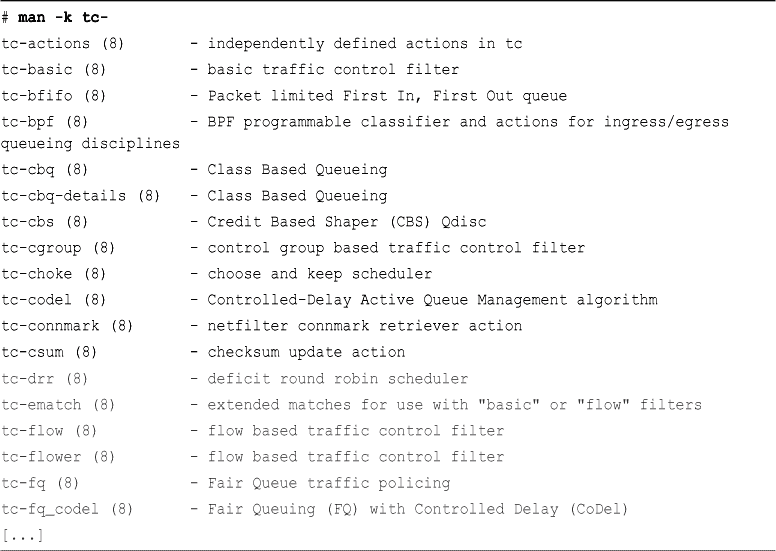 # man -k tc-
tc-actions (8) - independently defined actions in tc
tc-basic (8) - basic traffic control filter
tc-bfifo (8) - Packet limited First In, First Out queue
tc-bpf (8) - BPF programmable classifier and actions for ingress/egress
queueing disciplines
tc-cbq (8) - Class Based Queueing
tc-cbq-details (8) - Class Based Queueing
tc-cbs (8) - Credit Based Shaper (CBS) Qdisc
tc-cgroup (8) - control group based traffic control filter
tc-choke (8) - choose and keep scheduler
tc-codel (8) - Controlled-Delay Active Queue Management algorithm
tc-connmark (8) - netfilter connmark retriever action
tc-csum (8) - checksum update action
tc-drr (8) - deficit round robin scheduler
tc-ematch (8) - extended matches for use with "basic" or "flow" filters
tc-flow (8) - flow based traffic control filter
tc-flower (8) - flow based traffic control filter
tc-fq (8) - Fair Queue traffic policing
tc-fq_codel (8) - Fair Queuing (FQ) with Controlled Delay (CoDel)
[...]